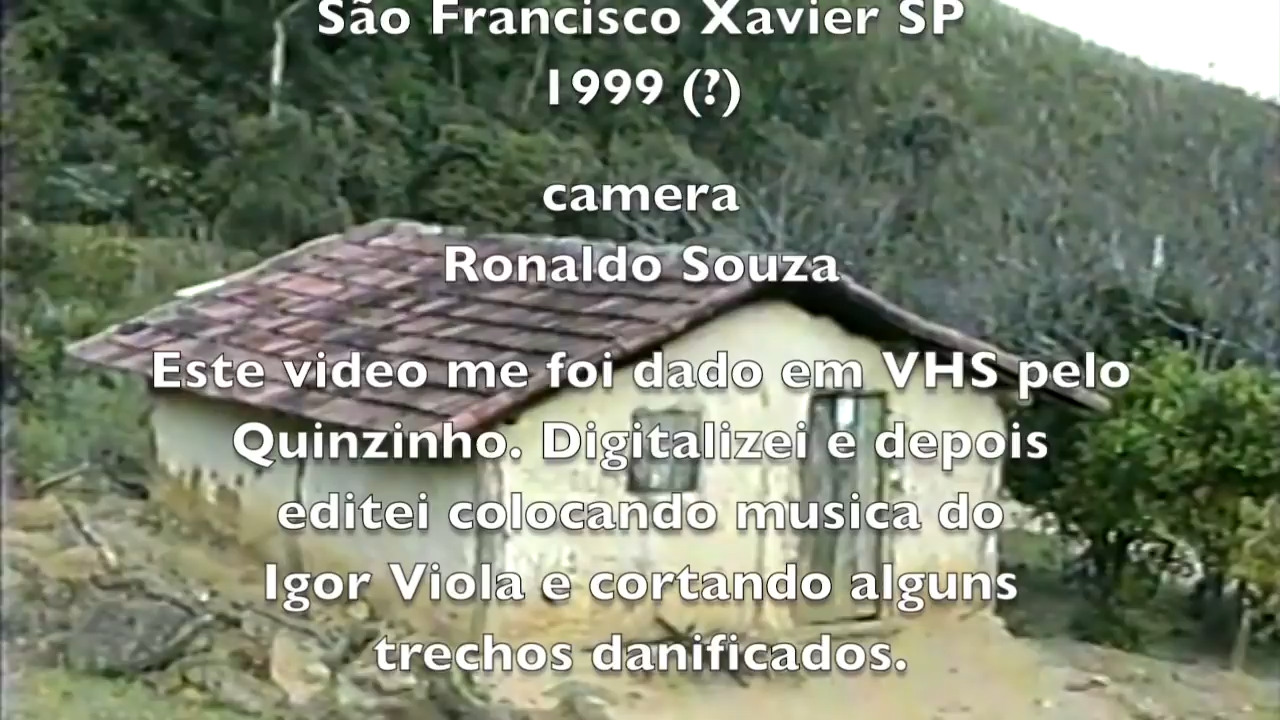 São Francisco Xavier SP
1999 (?)
camera
Ronaldo Souza
Este video me foi dado em VHS pelo
Quinzinho. Digitalizei e depois
editei colocando musica do
Igor Viola e cortando alguns
trechos danificados.